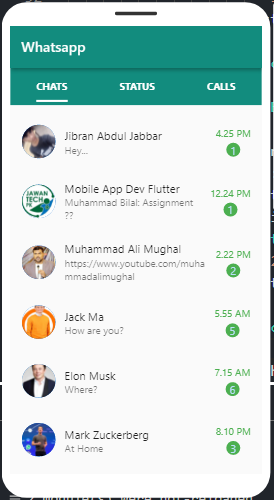 Whatsapp
CHATS STATUS CALLS
Jibran Abdul Jabbar 4.25 PM
Hey... 1
Mobile App Dev Flutter 12.24 PM
Muhammad Bilal: Assignment 1
??
JAWAN
TECH
Muhammad Ali Mughal 2.22 PM
https://www.youtube.com/muha 2
mmadalimughal
Jack Ma 5.55 AM
How are you? 5
Elon Musk 7.15 AM
Where? 6
Mark Zuckerberg 8.10 PM
At Home 3